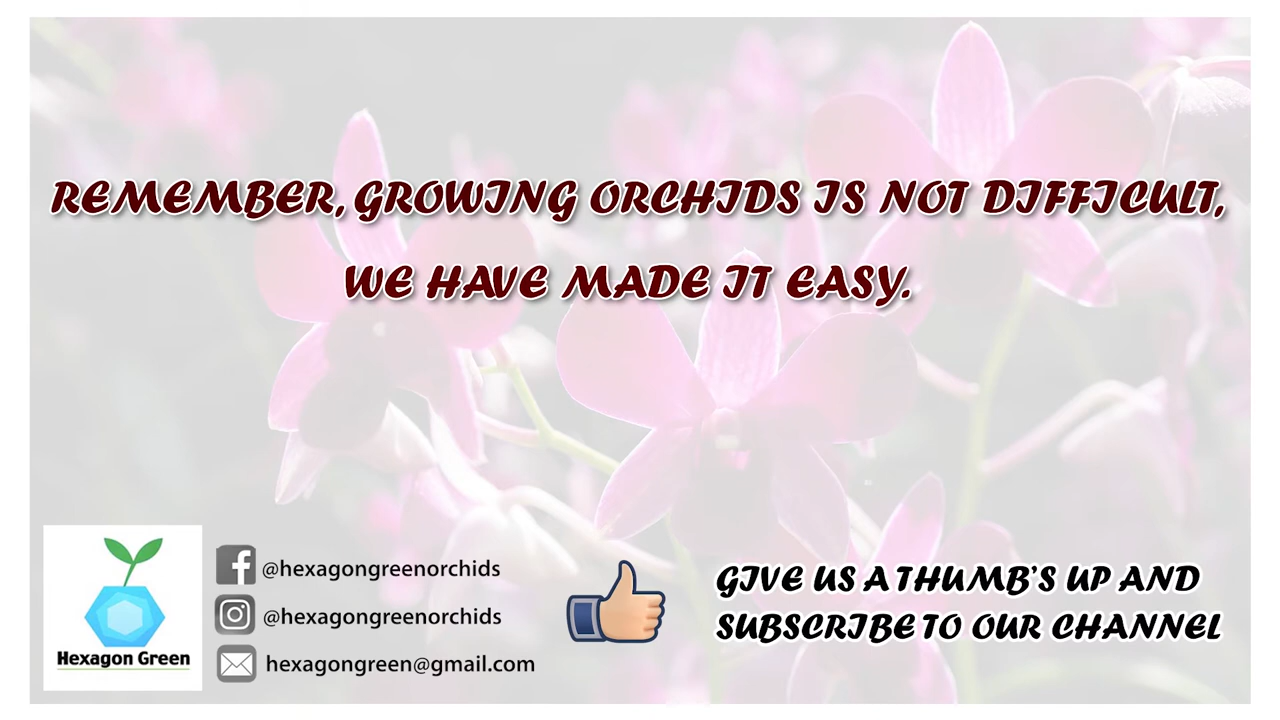 REMEMBER, GROWING ORCHIDS IS NOT DIFFICULT,
WE HAVE MADE IT EASY.
Hexagon Green
@hexagongreenorchids
@hexagongreenorchids
hexagongreen@gmail.com
GIVE US A THUMB'S UP AND
SUBSCRIBE TO OUR CHANNEL